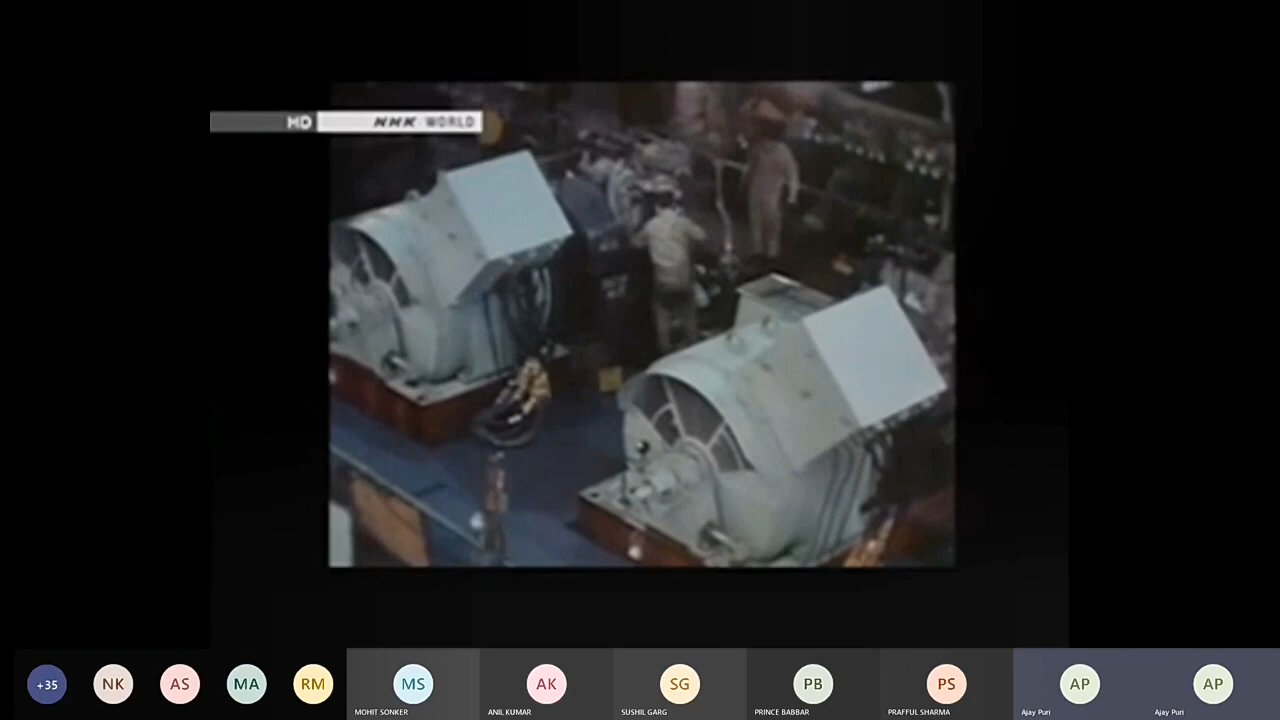 HD NHK WORLD
+35 NK AS MA RM MS AK SG PB PS AP AP
MOHIT SONKER ANIL KUMAR SUSHIL GARG PRINCE BABBAR PRAFFUL SHARMA Ajay Puri Ajay Puri